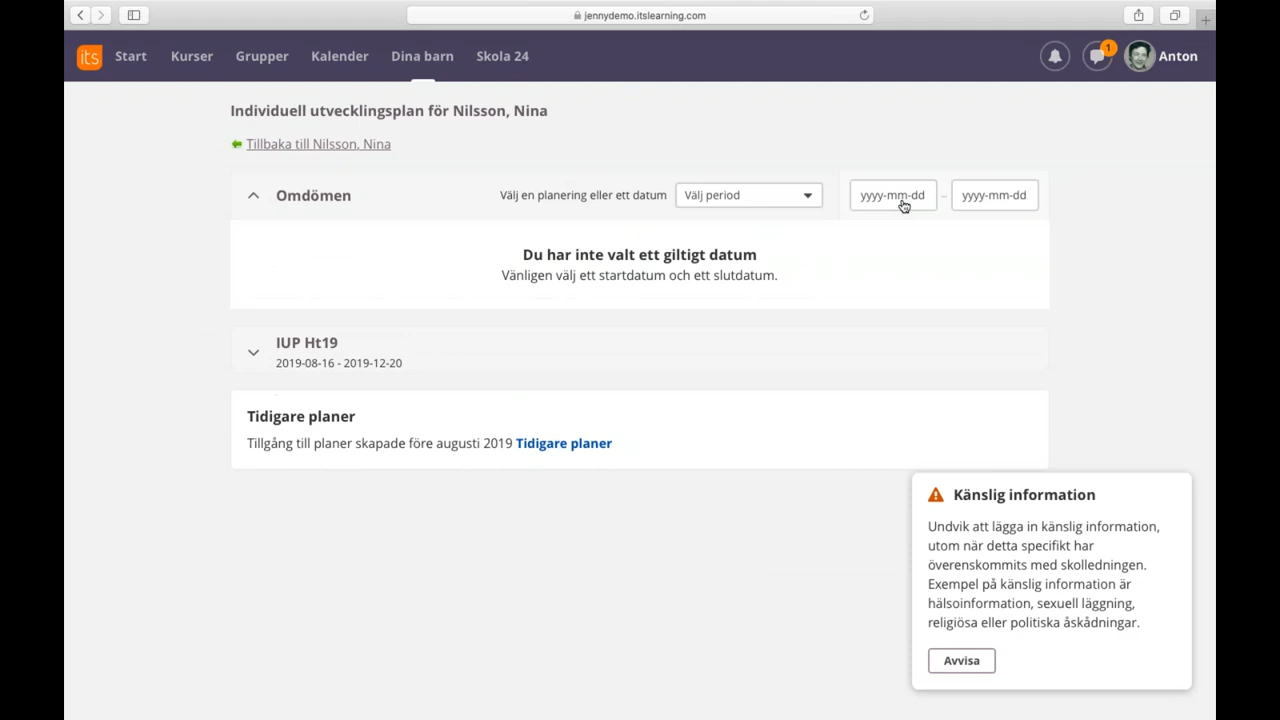 jennydemo.itslearning.com
its Start Kurser Grupper Kalender Dina barn Skola 24 1 Anton
Individuell utvecklingsplan för Nilsson, Nina
Tillbaka till Nilsson, Nina
Omdömen Välj en planering eller ett datum Välj period yyyy-mm-dd – yyyy-mm-dd
Du har inte valt ett giltigt datum
Vänligen välj ett startdatum och ett slutdatum.
IUP Ht19
2019-08-16 - 2019-12-20
Tidigare planer
Tillgång till planer skapade före augusti 2019 Tidigare planer
Känslig information
Undvik att lägga in känslig information,
utom när detta specifikt har
överenskommits med skolledningen.
Exempel på känslig information är
hälsoinformation, sexuell läggning,
religiösa eller politiska åskådningar.
Avvisa